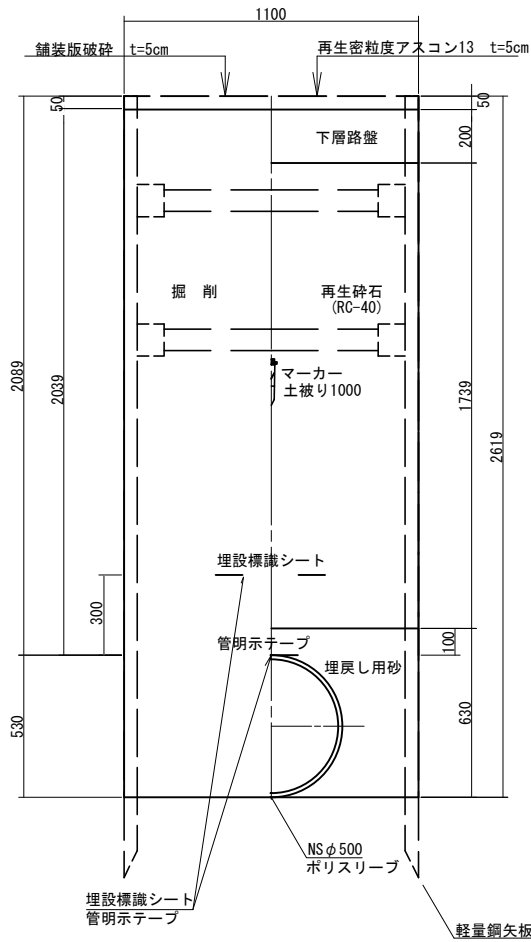 1100
舗装版破砕 t=5cm
再生密粒度アスコン13 t=5cm
50
50
下層路盤
200
掘 削
再生砕石
(RC-40)
2089
2039
マーカー
土被り1000
1739
2619
埋設標識シート
300
管明示テープ
100
埋戻し用砂
530
630
NSφ500
ポリスリーブ
埋設標識シート
管明示テープ
軽量鋼矢板